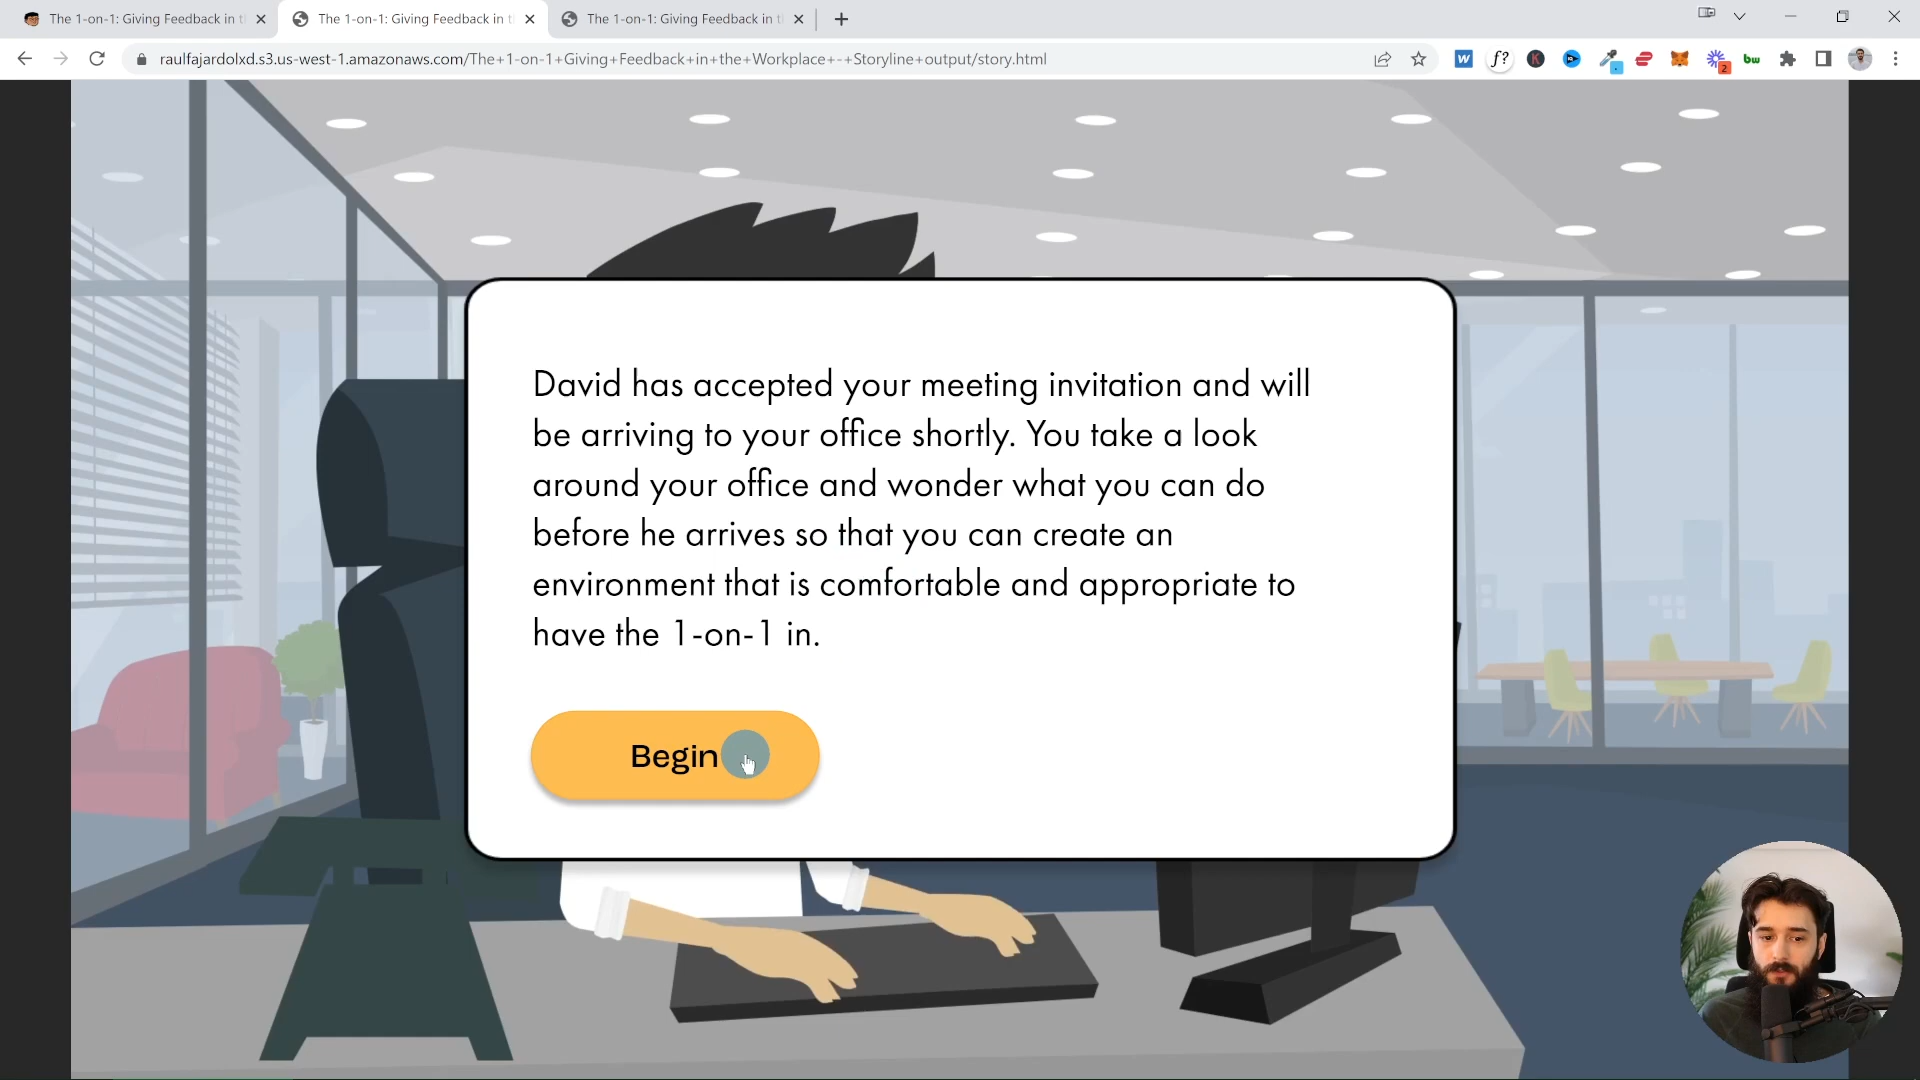 The 1-on-1: Giving Feedback in t
The 1-on-1: Giving Feedback in t
The 1-on-1: Giving Feedback in t
raulfajardolxd.s3.us-west-1.amazonaws.com/The+1-on-1+Giving+Feedback+in+the+Workplace+-+Storyline+output/story.html
W
f?
K
2
bw
David has accepted your meeting invitation and will
be arriving to your office shortly. You take a look
around your office and wonder what you can do
before he arrives so that you can create an
environment that is comfortable and appropriate to
have the 1-on-1 in.
Begin